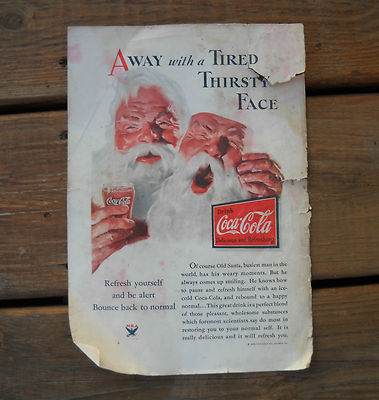 AWAY with a TIRED
THIRSTY
FACE
Coca-Cola
Drink
Coca-Cola
Delicious and Refreshing
Refresh yourself
and be alert
Bounce back to normal
NRA
Of course Old Santa, busiest man in the
world, has his weary moments. But he
always comes up smiling. He knows how
to pause and refresh himself with an ice-
cold Coca-Cola, and rebound to a happy
normal....This great drink is a perfect blend
of those pleasant, wholesome substances
which foremost scientists say do most in
restoring you to your normal self. It is
really delicious and it will refresh you.